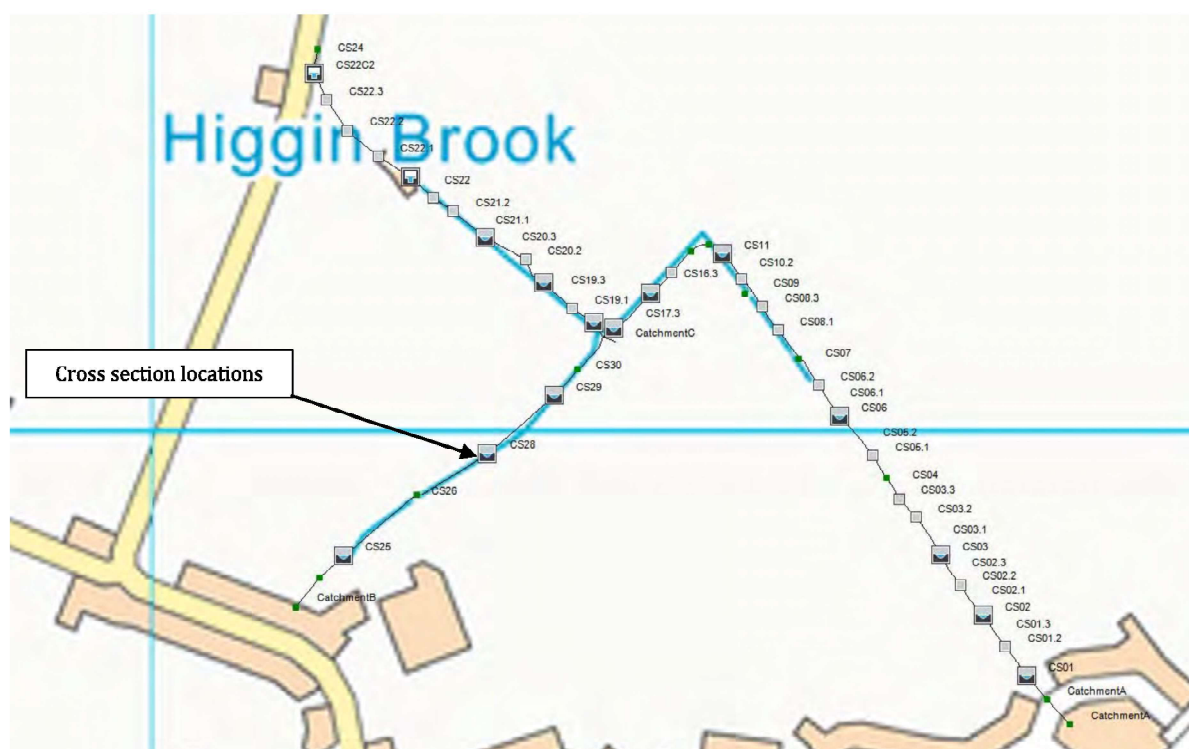 CS24
CS22C2
CS22.3
CS22.2
Higgin Brook
CS22.1
CS22
CS21.2
CS21.1
CS20.3
CS20.2
CS19.3
CS19.1
CatchmentC
CS17.3
CS16.3
CS11
CS10.2
CS09
CS08.3
CS08.1
CS07
CS06.2
CS06.1
CS06
CS05.2
CS05.1
CS04
CS03.3
CS03.2
CS03.1
CS03
CS02.3
CS02.2
CS02.1
CS02
CS01.3
CS01.2
CS01
CatchmentA
CatchmentA
CS30
CS29
Cross section locations
CS28
CS26
CS25
CatchmentB